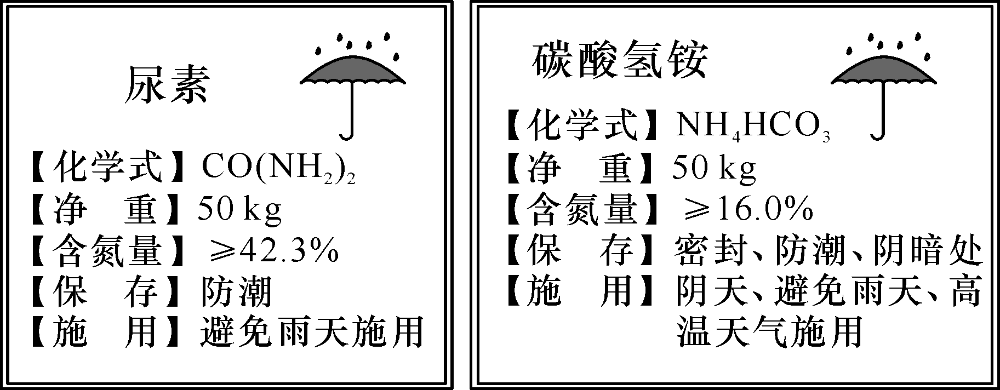 尿素
【化学式】CO(NH₂)₂
【净 重】50 kg
【含氮量】≥42.3%
【保 存】防潮
【施 用】避免雨天施用
碳酸氢铵
【化学式】NH₄HCO₃
【净 重】50 kg
【含氮量】≥16.0%
【保 存】密封、防潮、阴暗处
【施 用】阴天、避免雨天、高
温天气施用